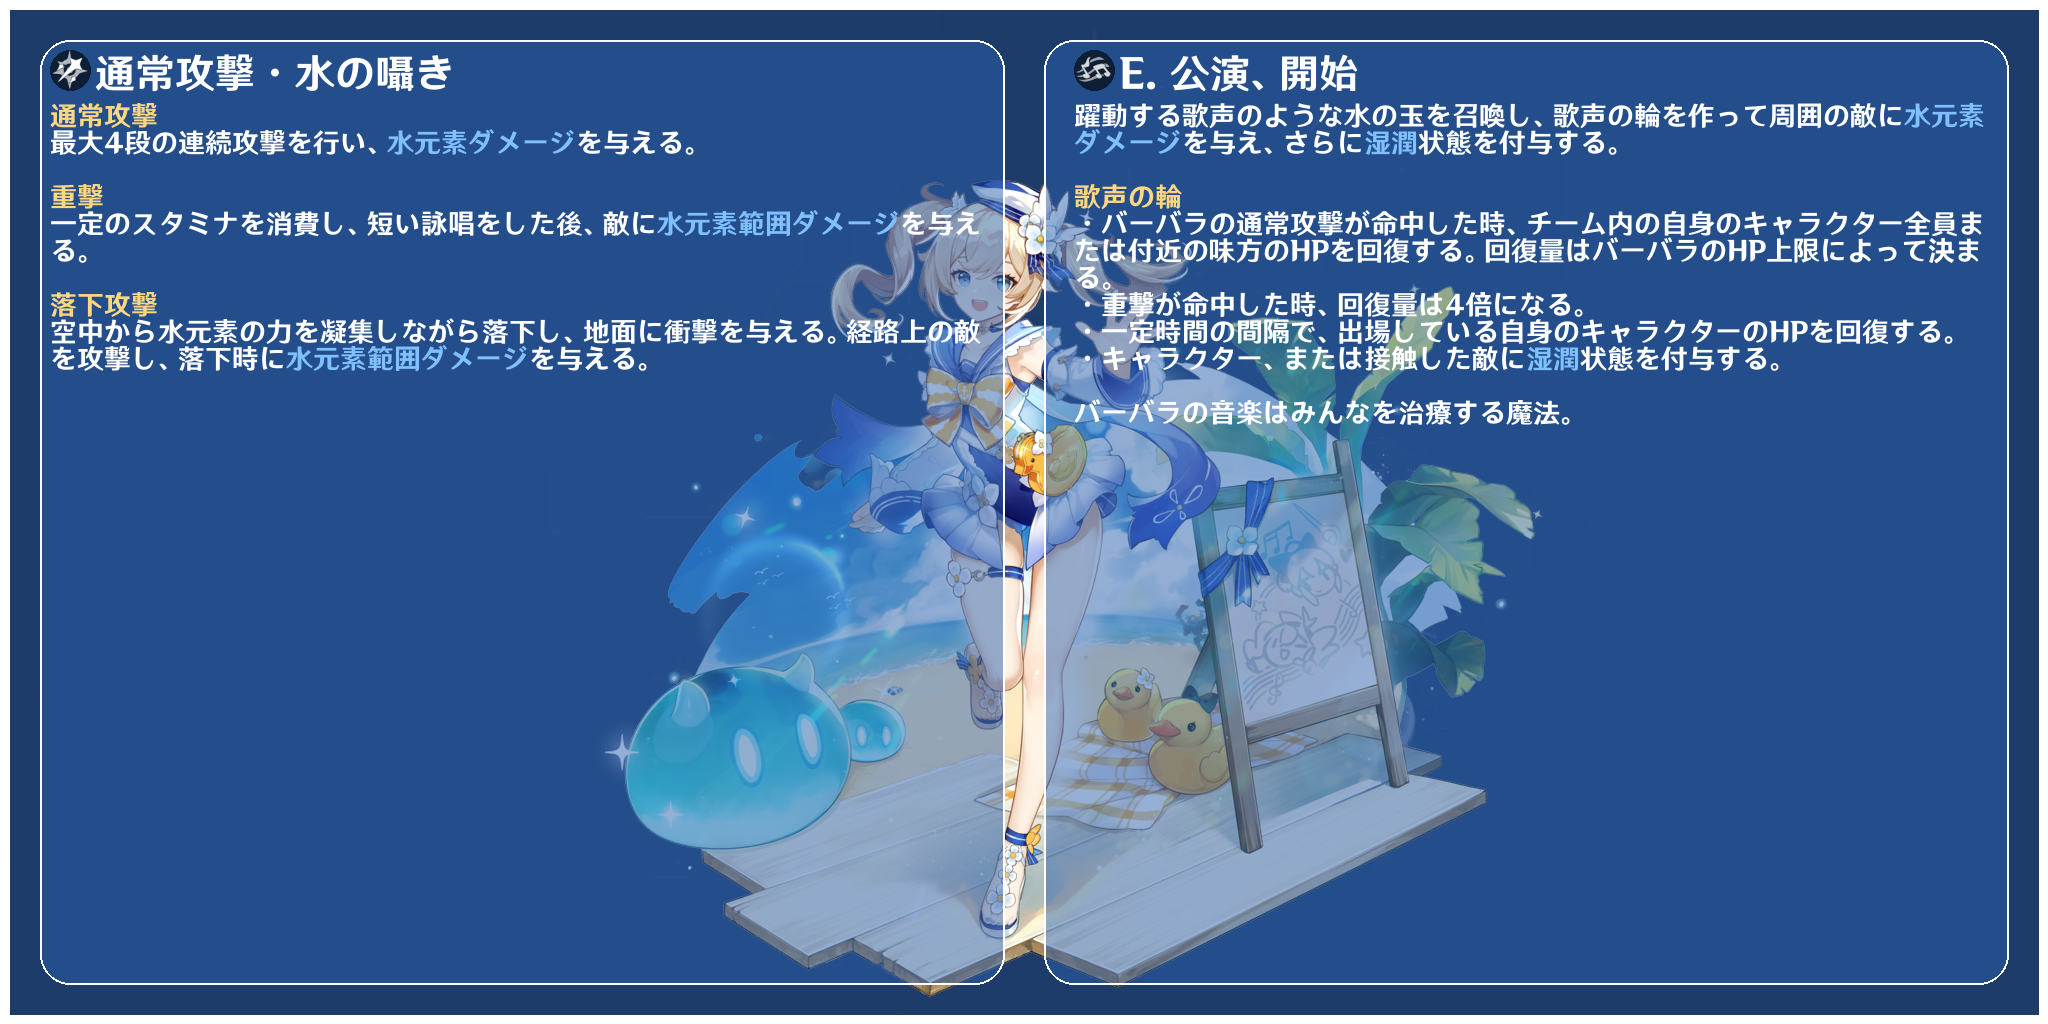 通常攻撃・水の囁き
通常攻撃
最大4段の連続攻撃を行い、水元素ダメージを与える。
重撃
一定のスタミナを消費し、短い詠唱をした後、敵に水元素範囲ダメージを与え
る。
落下攻撃
空中から水元素の力を凝集しながら落下し、地面に衝撃を与える。経路上の敵
を攻撃し、落下時に水元素範囲ダメージを与える。
E. 公演、開始
躍動する歌声のような水の玉を召喚し、歌声の輪を作って周囲の敵に水元素
ダメージを与え、さらに湿潤状態を付与する。
歌声の輪
・バーバラの通常攻撃が命中した時、チーム内の自身のキャラクター全員ま
たは付近の味方のHPを回復する。回復量はバーバラのHP上限によって決ま
る。
・重撃が命中した時、回復量は4倍になる。
・一定時間の間隔で、出場している自身のキャラクターのHPを回復する。
・キャラクター、または接触した敵に湿潤状態を付与する。
バーバラの音楽はみんなを治療する魔法。